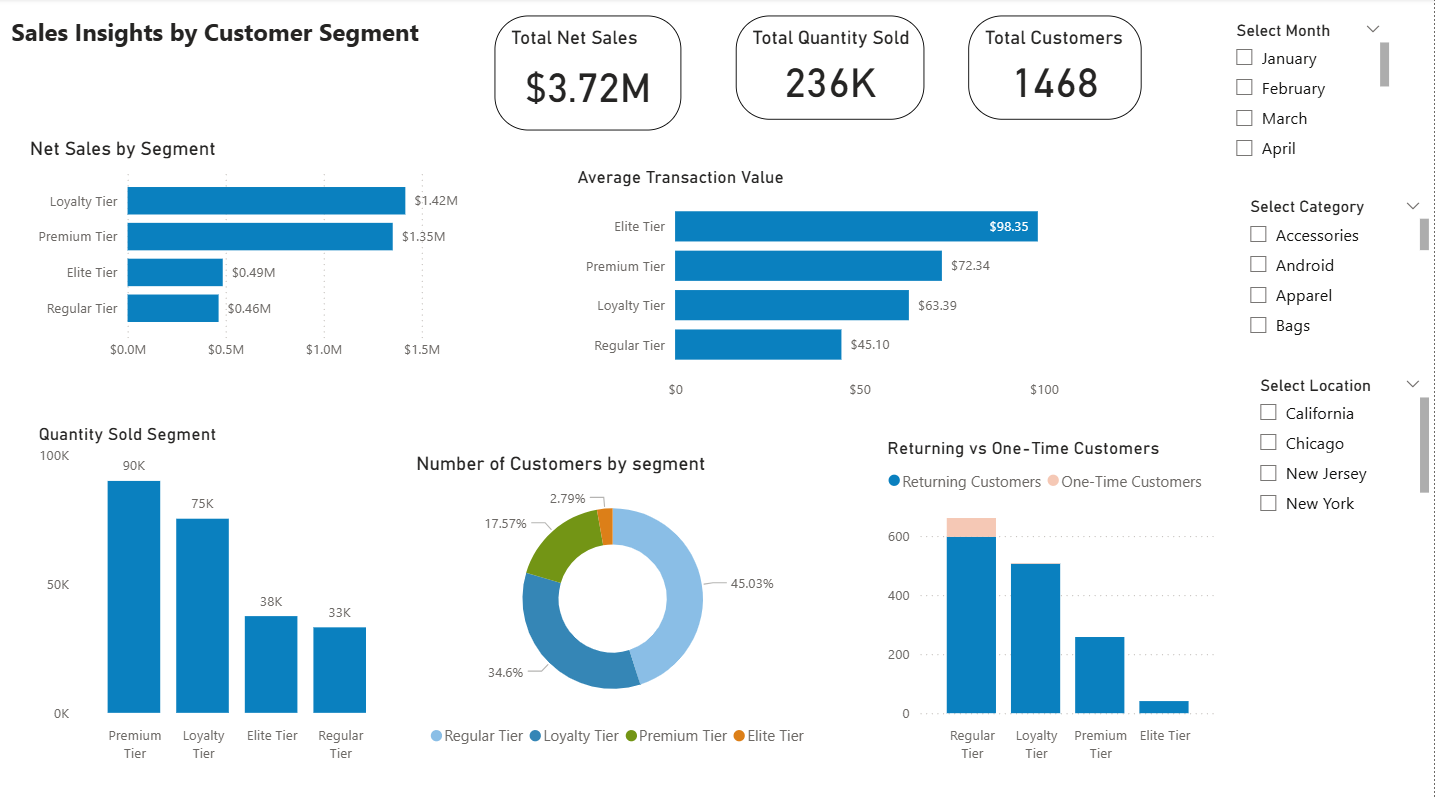 Sales Insights by Customer Segment
Total Net Sales
$3.72M
Total Quantity Sold
236K
Total Customers
1468
Select Month
January
February
March
April
Net Sales by Segment
Loyalty Tier
$1.42M
Premium Tier
$1.35M
Elite Tier
$0.49M
Regular Tier
$0.46M
$0.0M
$0.5M
$1.0M
$1.5M
Average Transaction Value
Elite Tier
$98.35
Premium Tier
$72.34
Loyalty Tier
$63.39
Regular Tier
$45.10
$0
$50
$100
Select Category
Accessories
Android
Apparel
Bags
Select Location
California
Chicago
New Jersey
New York
Quantity Sold Segment
100K
50K
0K
90K
75K
38K
33K
Premium
Tier
Loyalty
Tier
Elite Tier
Regular
Tier
Number of Customers by segment
2.79%
17.57%
45.03%
34.6%
Regular Tier
Loyalty Tier
Premium Tier
Elite Tier
Returning vs One-Time Customers
Returning Customers
One-Time Customers
600
400
200
0
Regular
Tier
Loyalty
Tier
Premium
Tier
Elite Tier